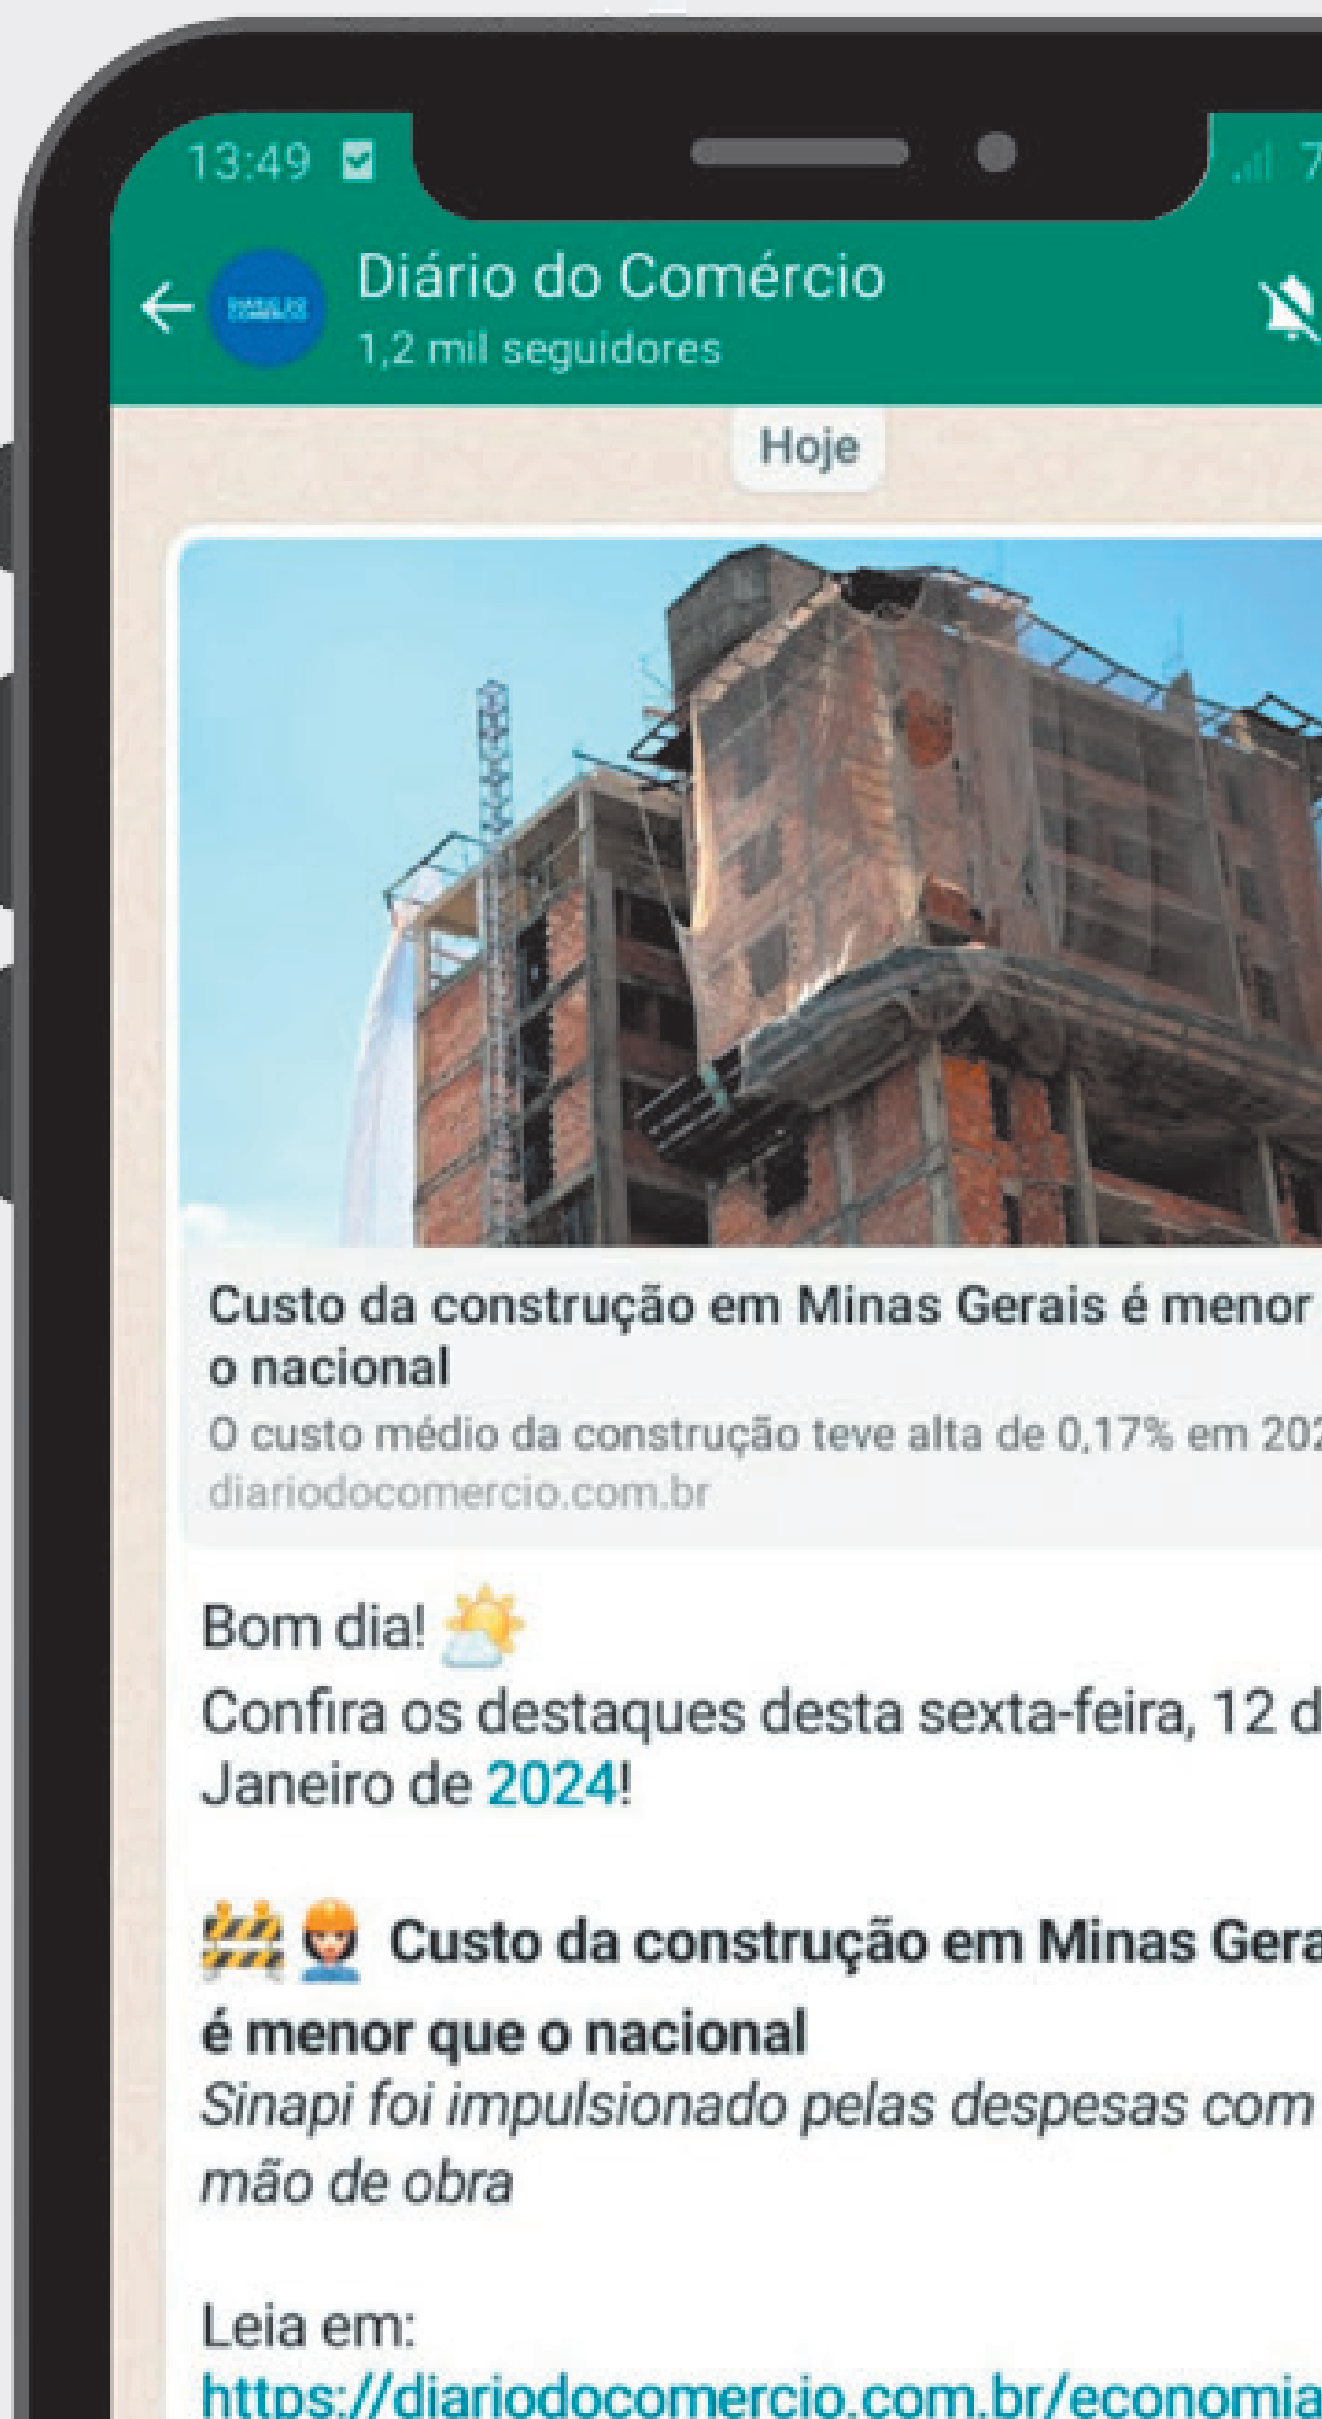 13:49
Diário do Comércio
1,2 mil seguidores
Hoje
Custo da construção em Minas Gerais é menor
o nacional
O custo médio da construção teve alta de 0,17% em 202
diariodocomercio.com.br
Bom dia!
Confira os destaques desta sexta-feira, 12 d
Janeiro de 2024!
Custo da construção em Minas Gera
é menor que o nacional
Sinapi foi impulsionado pelas despesas com
mão de obra
Leia em:
https://diariodocomercio.com.br/economia